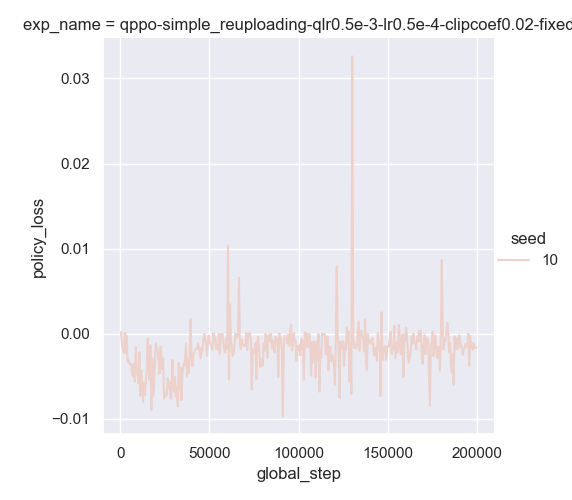 exp_name = qppo-simple_reuploading-qlr0.5e-3-lr0.5e-4-clipcoef0.02-fixed
0.03
0.02
0.01
0.00
−0.01
policy_loss
0
50000
100000
150000
200000
global_step
seed
10